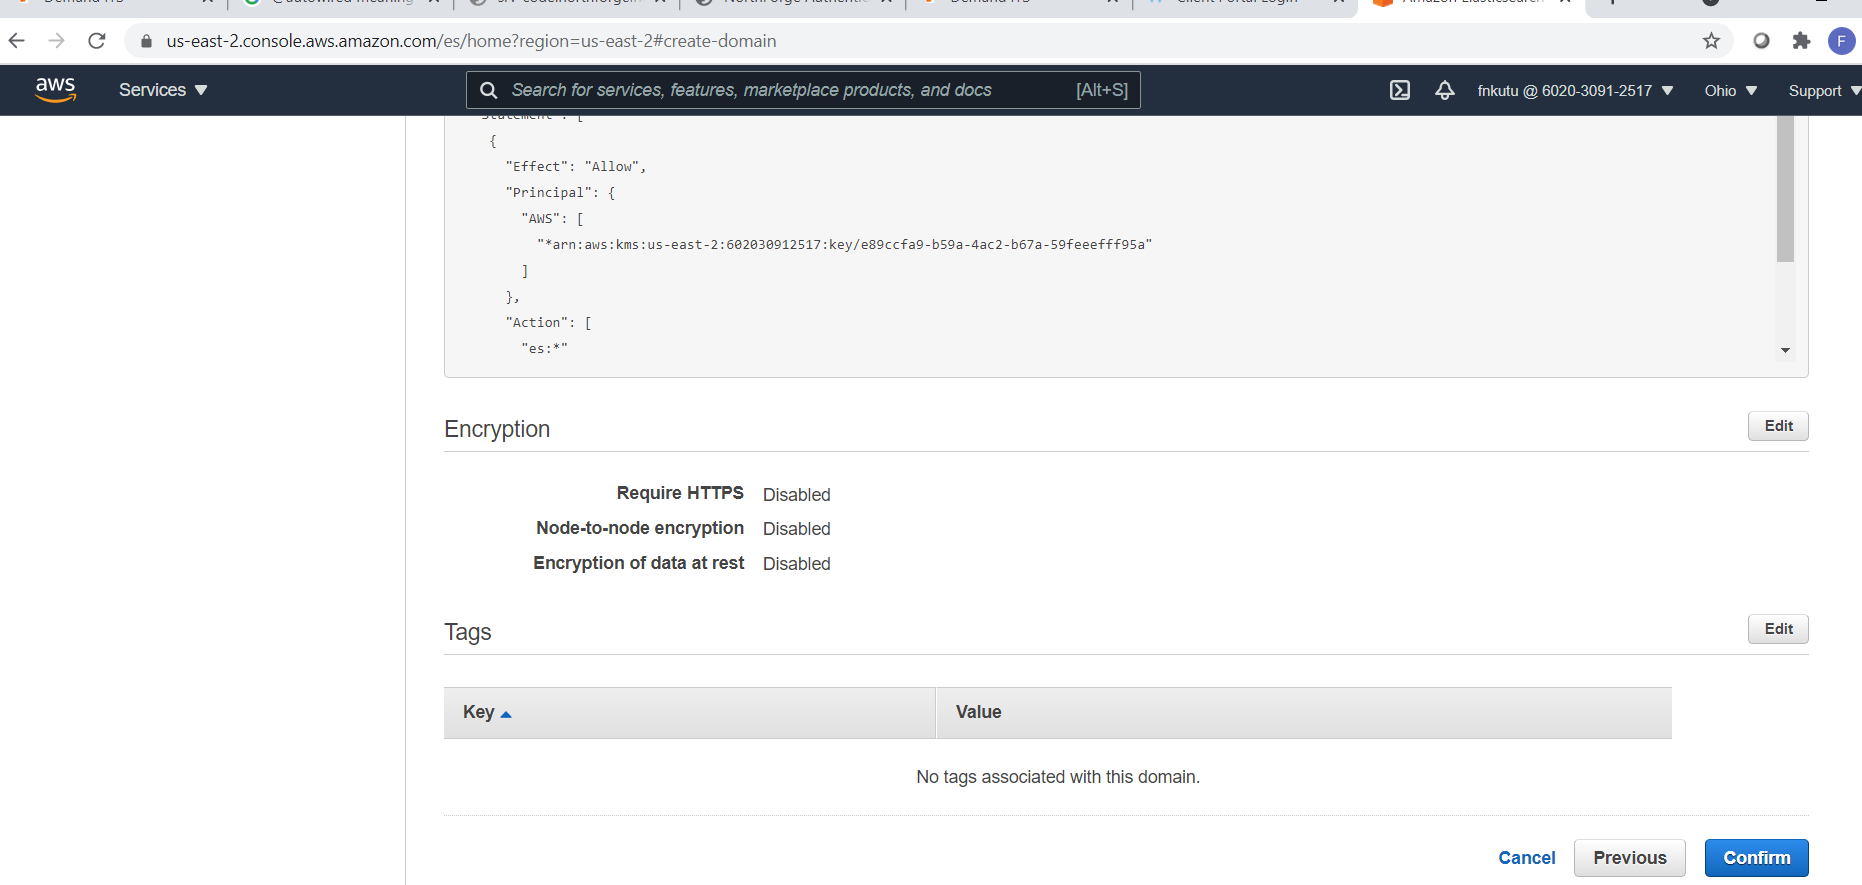 us-east-2.console.aws.amazon.com/es/home?region=us-east-2#create-domain
F
aws
Services
Search for services, features, marketplace products, and docs
[Alt+S]
fnkutu @ 6020-3091-2517
Ohio
Support
{
"Effect": "Allow",
"Principal": {
"AWS": [
"*arn:aws:kms:us-east-2:602030912517:key/e89ccfa9-b59a-4ac2-b67a-59feeefff95a"
]
},
"Action": [
"es:*"
Encryption
Edit
Require HTTPS Disabled
Node-to-node encryption Disabled
Encryption of data at rest Disabled
Tags
Edit
Key Value
No tags associated with this domain.
Cancel Previous Confirm